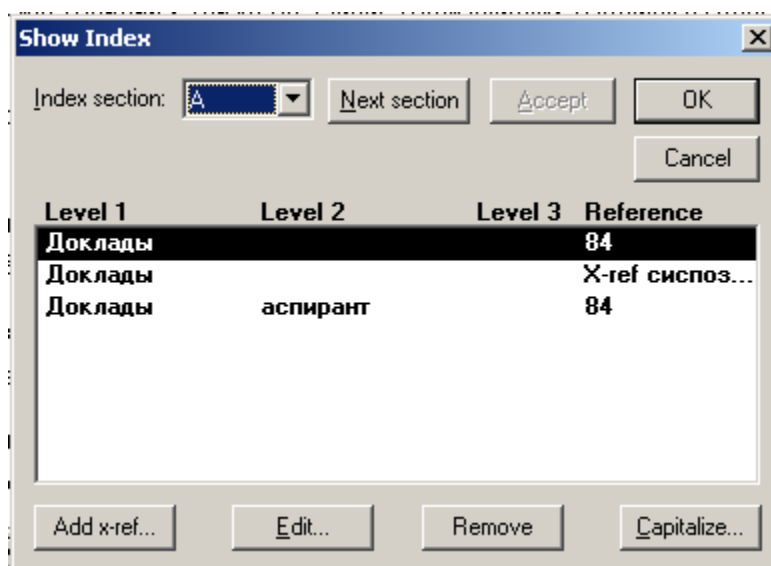 Show Index
Index section: A Next section Accept OK
Cancel
Level 1 Level 2 Level 3 Reference
Доклады 84
Доклады X-ref сиспоз...
Доклады аспирант 84
Add x-ref... Edit... Remove Capitalize...